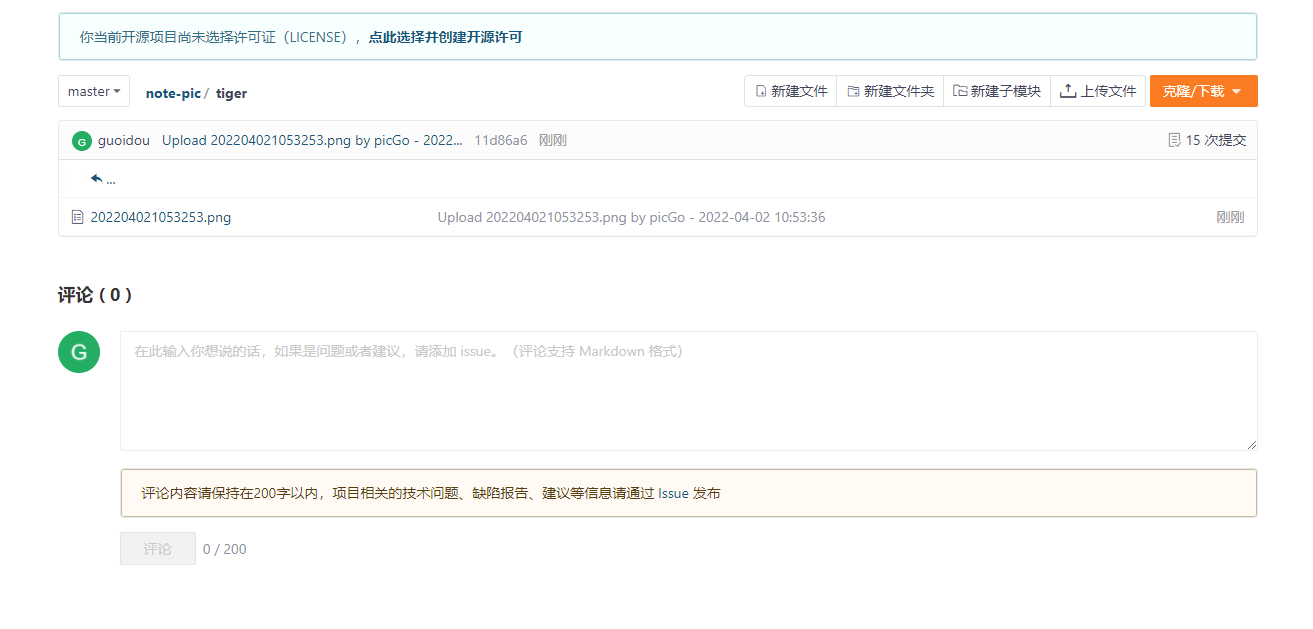 你当前开源项目尚未选择许可证（LICENSE），点此选择并创建开源许可
master note-pic / tiger 新建文件 新建文件夹 新建子模块 上传文件 克隆/下载
G guoidou Upload 202204021053253.png by picGo - 2022... 11d86a6 刚刚 15 次提交
...
202204021053253.png Upload 202204021053253.png by picGo - 2022-04-02 10:53:36 刚刚
评论 ( 0 )
G 在此输入你想说的话，如果是问题或者建议，请添加 issue。（评论支持 Markdown 格式）
评论内容请保持在200字以内，项目相关的技术问题、缺陷报告、建议等信息请通过 Issue 发布
评论 0 / 200